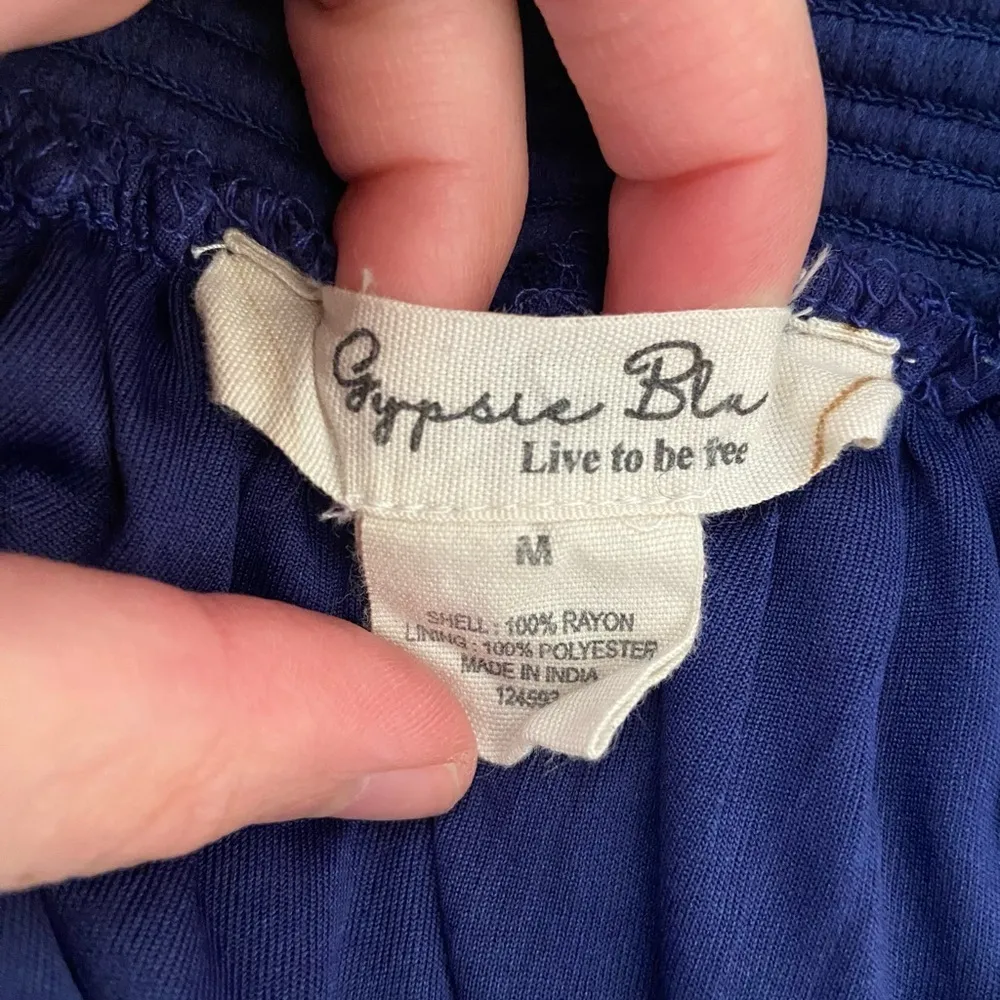 Gypsie Blu
Live to be free
M
SHELL : 100% RAYON
LINING : 100% POLYESTER
MADE IN INDIA